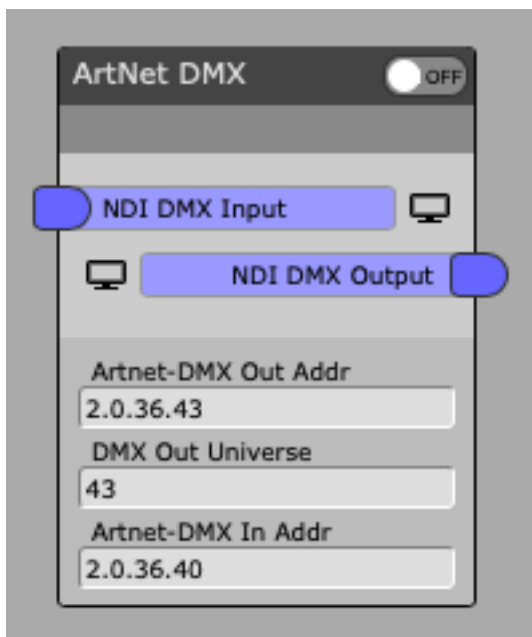 ArtNet DMX OFF
NDI DMX Input
NDI DMX Output
Artnet-DMX Out Addr
2.0.36.43
DMX Out Universe
43
Artnet-DMX In Addr
2.0.36.40